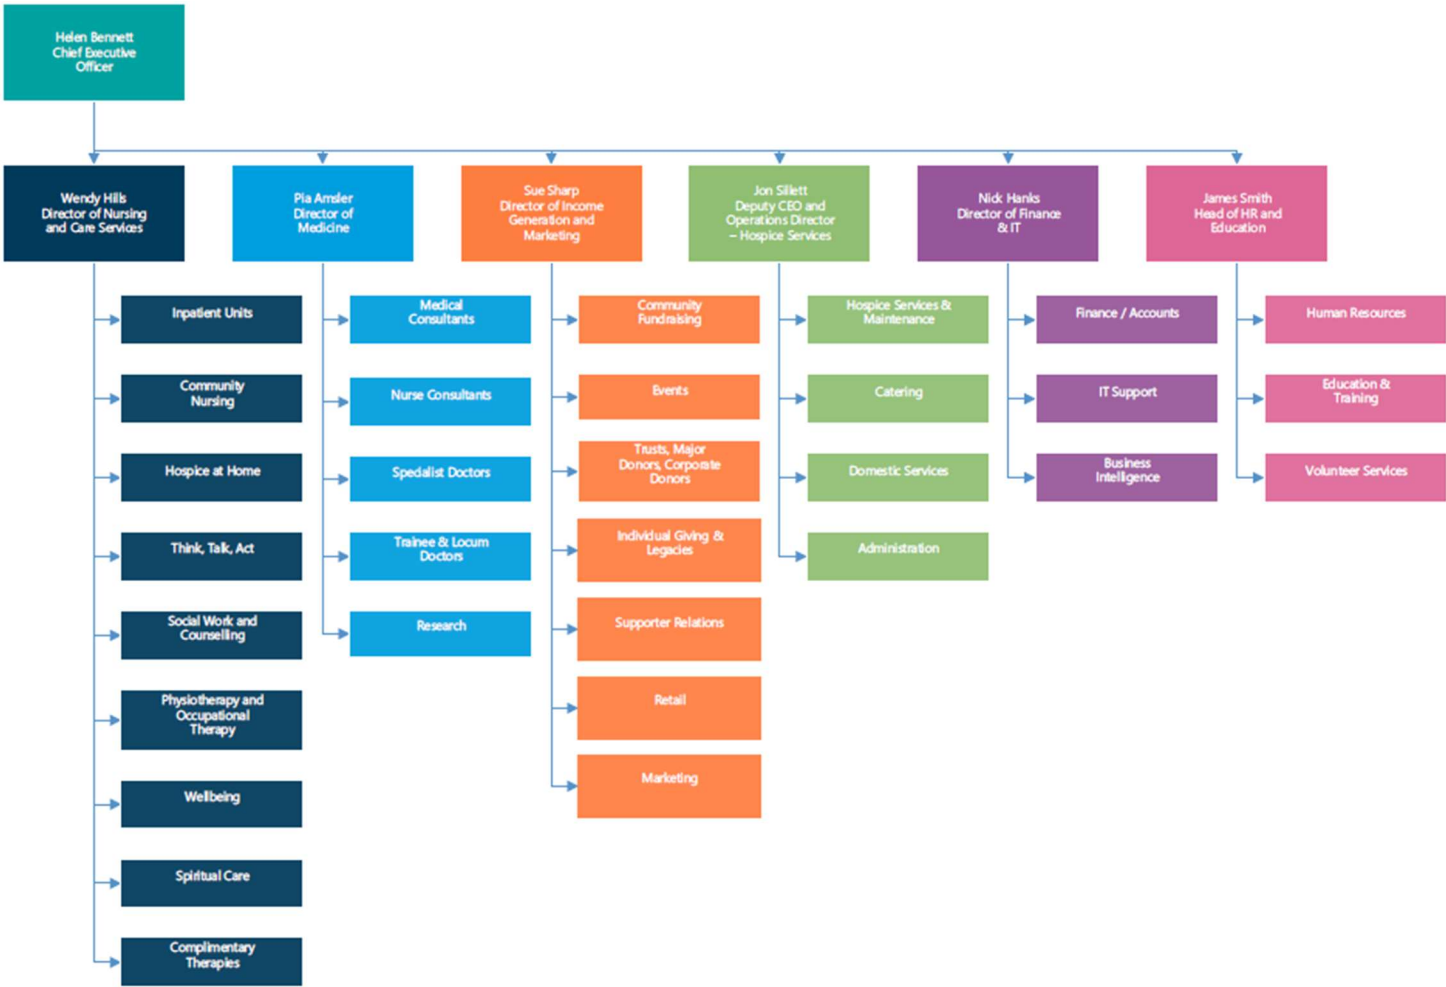 Helen Bennett
Chief Executive
Officer
Wendy Hills
Director of Nursing
and Care Services
Pia Amsler
Director of
Medicine
Sue Sharp
Director of Income
Generation and
Marketing
Jon Sillett
Deputy CEO and
Operations Director
– Hospice Services
Nick Hanks
Director of Finance
& IT
James Smith
Head of HR and
Education
Inpatient Units
Community
Nursing
Hospice at Home
Think, Talk, Act
Social Work and
Counselling
Physiotherapy and
Occupational
Therapy
Wellbeing
Spiritual Care
Complimentary
Therapies
Medical
Consultants
Nurse Consultants
Specialist Doctors
Trainee & Locum
Doctors
Research
Community
Fundraising
Events
Trusts, Major
Donors, Corporate
Donors
Individual Giving &
Legacies
Supporter Relations
Retail
Marketing
Hospice Services &
Maintenance
Catering
Domestic Services
Administration
Finance / Accounts
IT Support
Business
Intelligence
Human Resources
Education &
Training
Volunteer Services